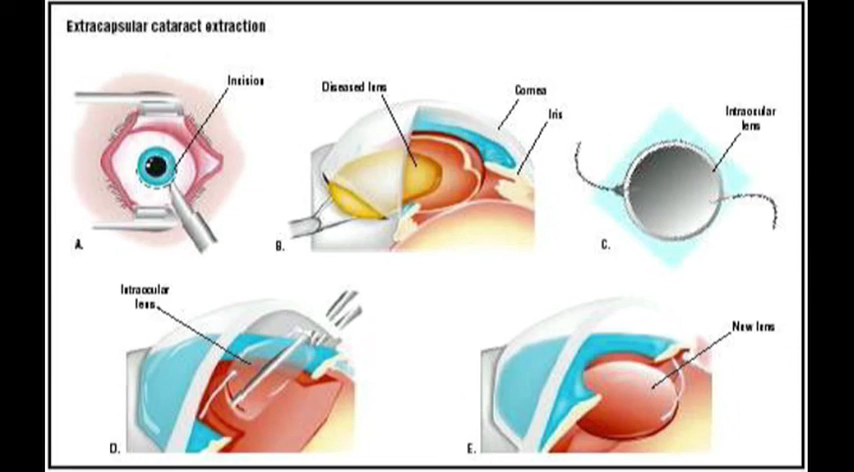 Extracapsular cataract extraction
Incision
Diseased lens
Cornea
Iris
Intraocular
lens
A.
B.
C.
Intraocular
lens
New lens
D.
E.